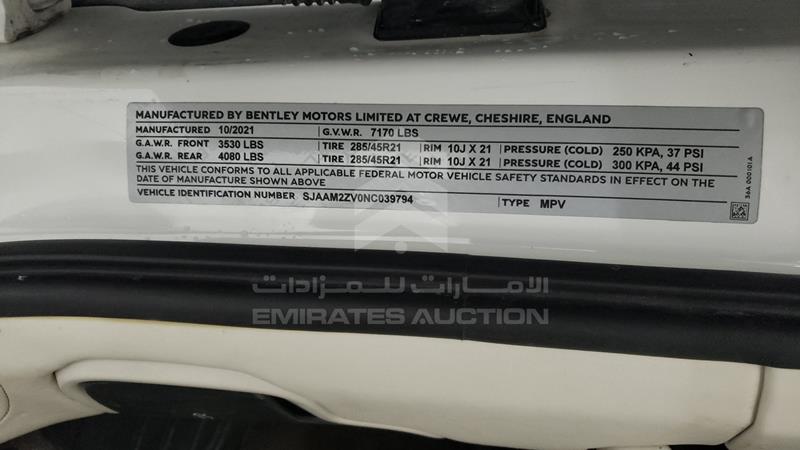 MANUFACTURED BY BENTLEY MOTORS LIMITED AT CREWE, CHESHIRE, ENGLAND
MANUFACTURED 10/2021 G.V.W.R. 7170 LBS
G.A.W.R. FRONT 3530 LBS TIRE 285/45R21 RIM 10J X 21 PRESSURE (COLD) 250 KPA, 37 PSI
G.A.W.R. REAR 4080 LBS TIRE 285/45R21 RIM 10J X 21 PRESSURE (COLD) 300 KPA, 44 PSI
THIS VEHICLE CONFORMS TO ALL APPLICABLE FEDERAL MOTOR VEHICLE SAFETY STANDARDS IN EFFECT ON THE
DATE OF MANUFACTURE SHOWN ABOVE
VEHICLE IDENTIFICATION NUMBER SJAAM2ZV0NC039794 TYPE MPV
36A 000101A
الامارات للمزادات
EMIRATES AUCTION